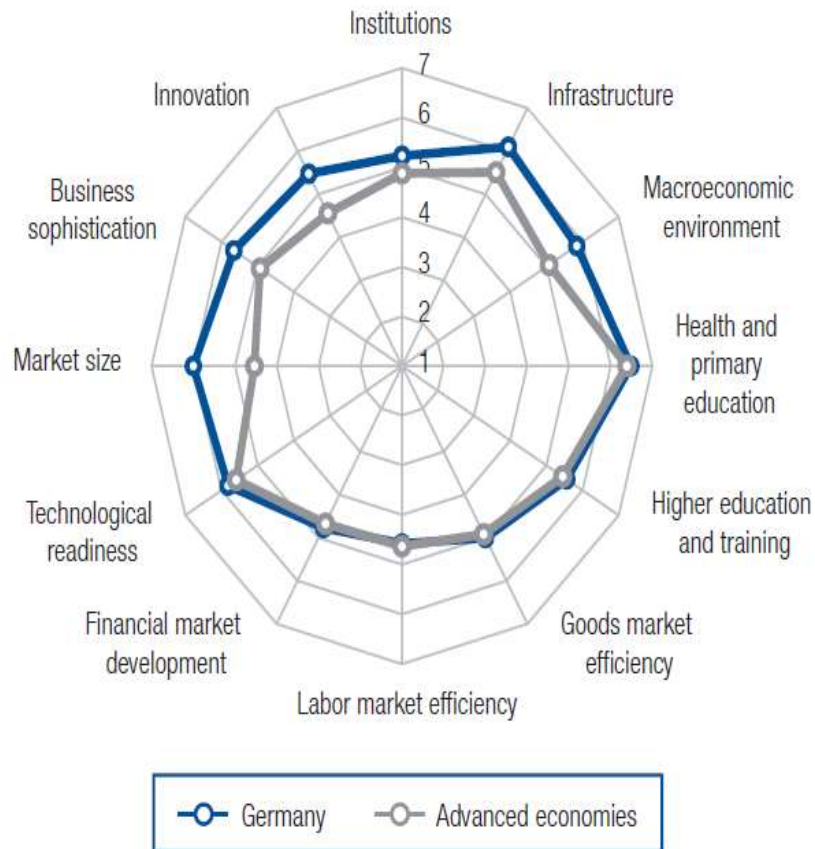 Institutions
7
Innovation
Infrastructure
6
5
Business
sophistication
Macroeconomic
environment
4
3
2
Market size
1
Health and
primary
education
Technological
readiness
Higher education
and training
Financial market
development
Goods market
efficiency
Labor market efficiency
Germany
Advanced economies